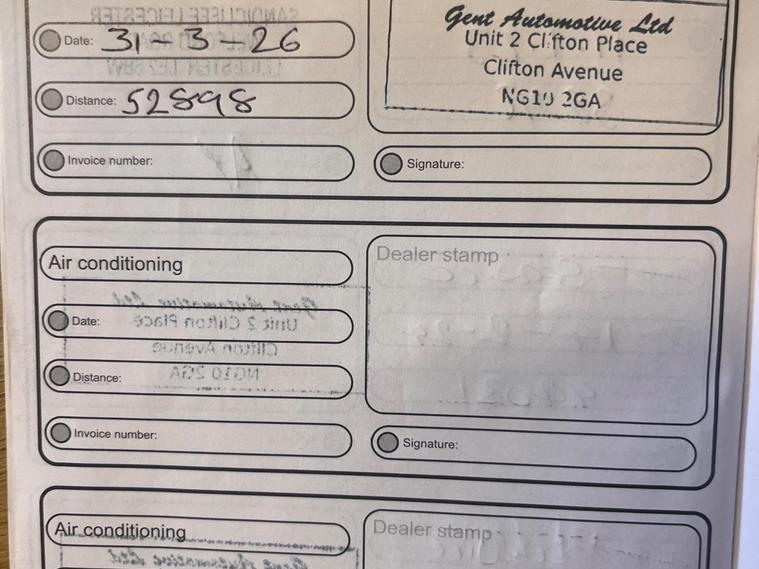 Date: 31-3-26
Distance: 52898
Invoice number:
Gent Automotive Ltd
Unit 2 Clifton Place
Clifton Avenue
NG10 2GA
Signature:
Air conditioning
Date:
Distance:
Invoice number:
Dealer stamp
Signature:
Air conditioning
Dealer stamp